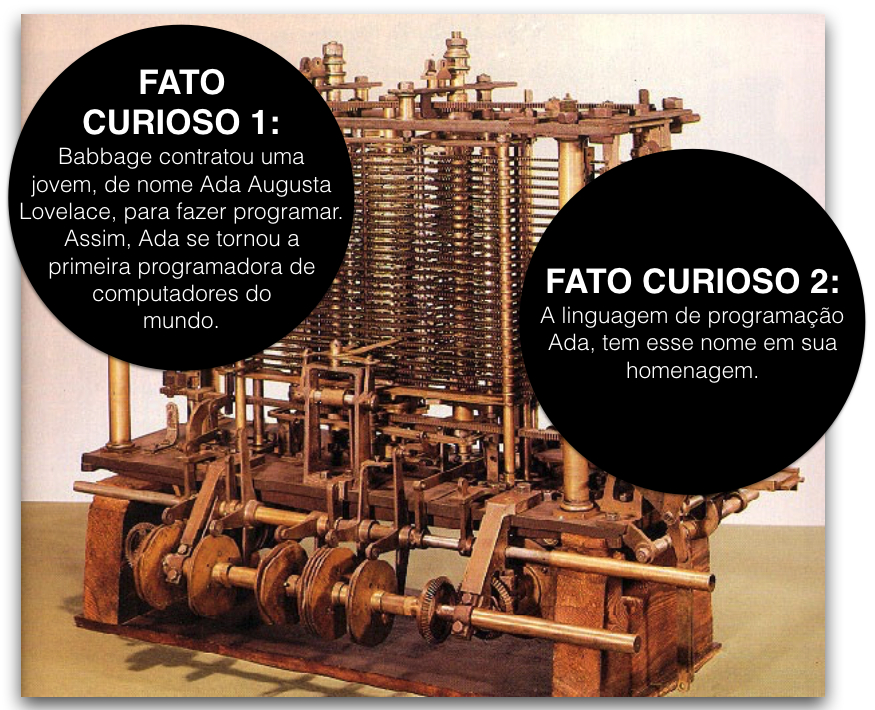 FATO
CURIOSO 1:
Babbage contratou uma
jovem, de nome Ada Augusta
Lovelace, para fazer programar.
Assim, Ada se tornou a
primeira programadora de
computadores do
mundo.
FATO CURIOSO 2:
A linguagem de programação
Ada, tem esse nome em sua
homenagem.